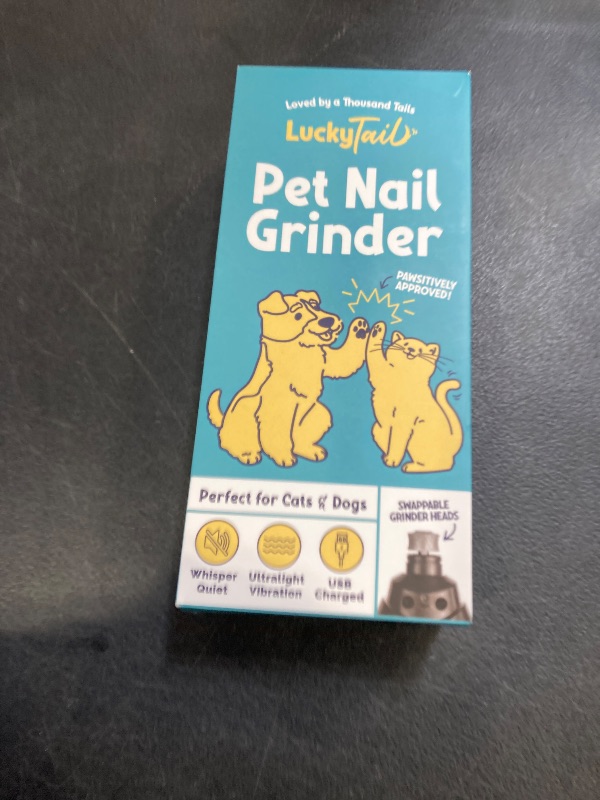 Loved by a Thousand Tails
LuckyTail
Pet Nail
Grinder
PAWSITIVELY
APPROVED!
Perfect for Cats & Dogs
SWAPPABLE
GRINDER HEADS
Whisper
Quiet
Ultralight
Vibration
USB
Charged